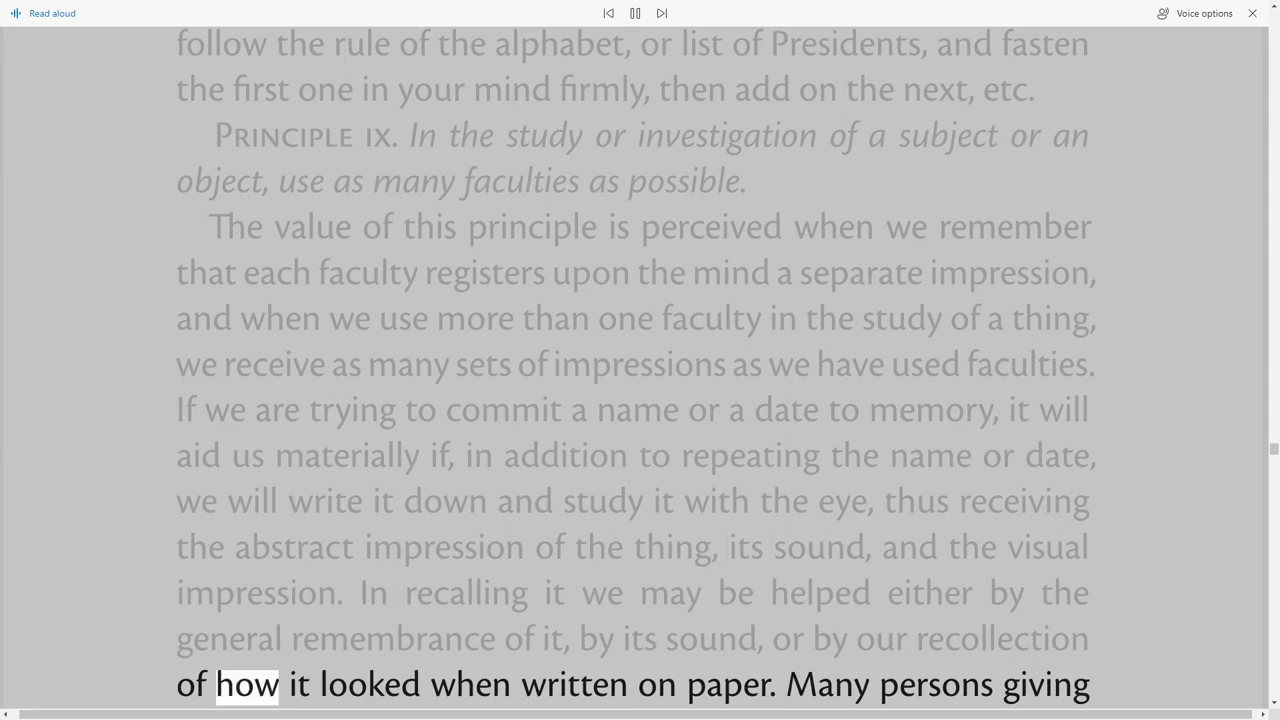 Read aloud
Voice options
follow the rule of the alphabet, or list of Presidents, and fasten
the first one in your mind firmly, then add on the next, etc.
PRINCIPLE IX. In the study or investigation of a subject or an
object, use as many faculties as possible.
The value of this principle is perceived when we remember
that each faculty registers upon the mind a separate impression,
and when we use more than one faculty in the study of a thing,
we receive as many sets of impressions as we have used faculties.
If we are trying to commit a name or a date to memory, it will
aid us materially if, in addition to repeating the name or date,
we will write it down and study it with the eye, thus receiving
the abstract impression of the thing, its sound, and the visual
impression. In recalling it we may be helped either by the
general remembrance of it, by its sound, or by our recollection
of how it looked when written on paper. Many persons giving